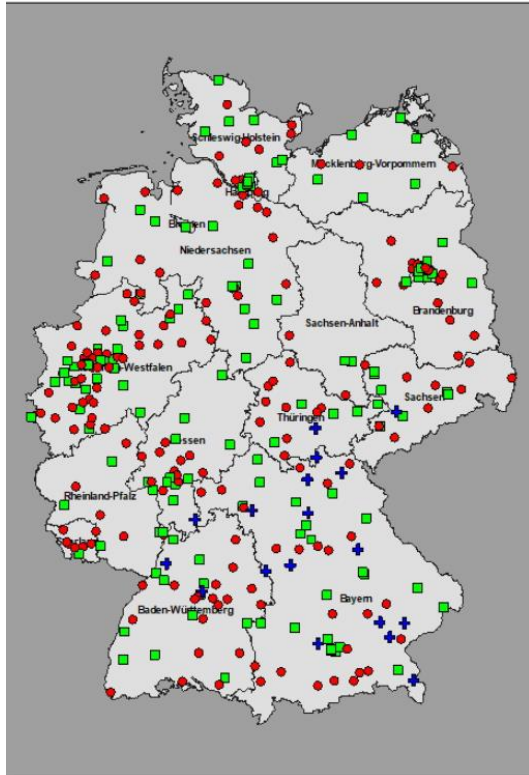 Schleswig-Holstein
Mecklenburg-Vorpommern
Niedersachsen
Sachsen-Anhalt
Brandenburg
-Westfalen
Sachsen
Thüringen
Rheinland-Pfalz
Bayern
Baden-Württemberg